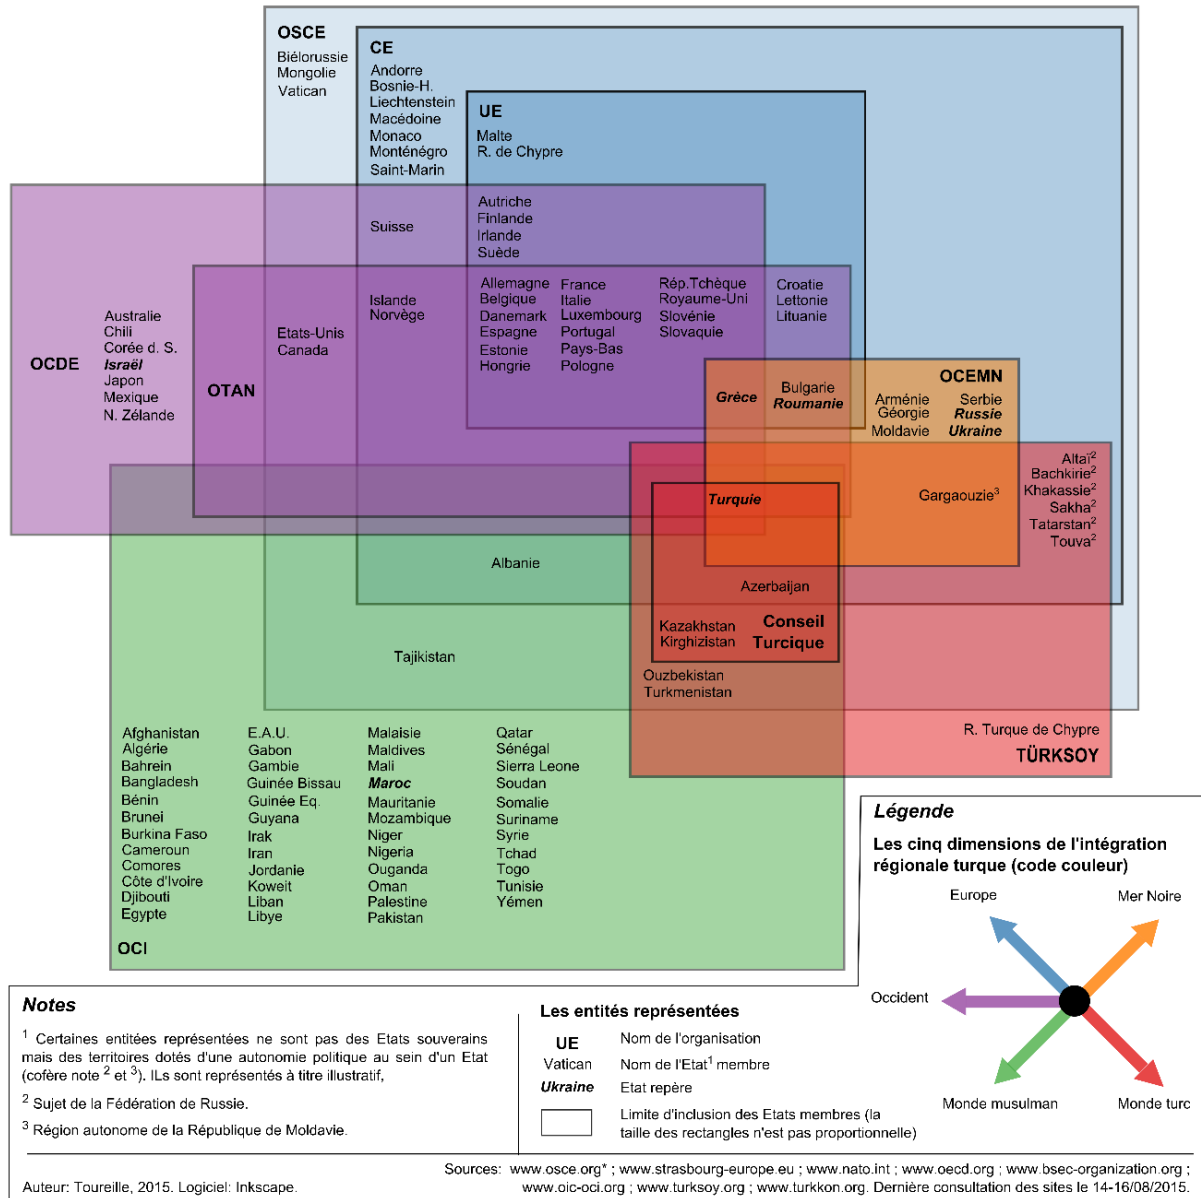 OSCE
Biélorussie
Mongolie
Vatican
CE
Andorre
Bosnie-H.
Liechtenstein
Macédoine
Monaco
Monténégro
Saint-Marin
UE
Malte
R. de Chypre
Suisse
Autriche
Finlande
Irlande
Suède
OCDE
Australie
Chili
Corée d. S.
Israël
Japon
Mexique
N. Zélande
OTAN
Etats-Unis
Canada
Islande
Norvège
Allemagne
Belgique
Danemark
Espagne
Estonie
Hongrie
France
Italie
Luxembourg
Portugal
Pays-Bas
Pologne
Rép.Tchèque
Royaume-Uni
Slovénie
Slovaquie
Croatie
Lettonie
Lituanie
Grèce
Bulgarie
Roumanie
OCEMN
Arménie
Géorgie
Moldavie
Serbie
Russie
Ukraine
Altaï²
Bachkirie²
Khakassie²
Sakha²
Tatarstan²
Touva²
Gargaouzie³
Turquie
Albanie
Azerbaijan
Kazakhstan
Kirghizistan
Conseil
Turcique
Tajikistan
Ouzbekistan
Turkmenistan
R. Turque de Chypre
TÜRKSOY
Afghanistan
Algérie
Bahrein
Bangladesh
Bénin
Brunei
Burkina Faso
Cameroun
Comores
Côte d'Ivoire
Djibouti
Egypte
E.A.U.
Gabon
Gambie
Guinée Bissau
Guinée Eq.
Guyana
Irak
Iran
Jordanie
Koweit
Liban
Libye
Malaisie
Maldives
Mali
Maroc
Mauritanie
Mozambique
Niger
Nigeria
Ouganda
Oman
Palestine
Pakistan
Qatar
Sénégal
Sierra Leone
Soudan
Somalie
Suriname
Syrie
Tchad
Togo
Tunisie
Yémen
OCI
Légende
Les cinq dimensions de l'intégration
régionale turque (code couleur)
Europe
Mer Noire
Occident
Monde musulman
Monde turc
Notes
¹ Certaines entitées représentées ne sont pas des Etats souverains
mais des territoires dotés d'une autonomie politique au sein d'un Etat
(cofère note ² et ³). ILs sont représentés à titre illustratif,
² Sujet de la Fédération de Russie.
³ Région autonome de la République de Moldavie.
Les entités représentées
UE Nom de l'organisation
Vatican Nom de l'Etat¹ membre
Ukraine Etat repère
Limite d'inclusion des Etats membres (la
taille des rectangles n'est pas proportionnelle)
Auteur: Toureille, 2015. Logiciel: Inkscape.
Sources: www.osce.org* ; www.strasbourg-europe.eu ; www.nato.int ; www.oecd.org ; www.bsec-organization.org ;
www.oic-oci.org ; www.turksoy.org ; www.turkkon.org. Dernière consultation des sites le 14-16/08/2015.